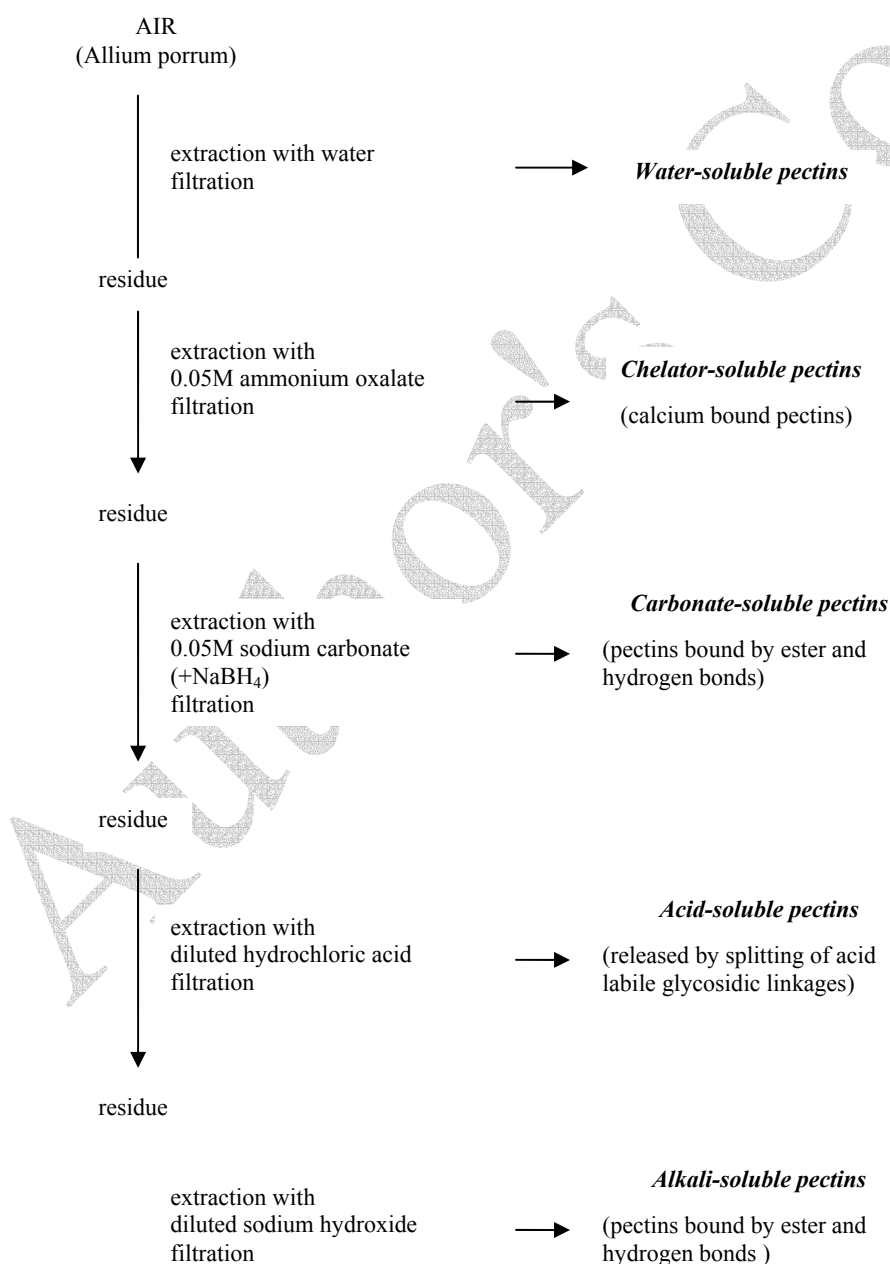 AIR
(Allium porrum)
extraction with water
filtration
Water-soluble pectins
residue
extraction with
0.05M ammonium oxalate
filtration
Chelator-soluble pectins
(calcium bound pectins)
residue
extraction with
0.05M sodium carbonate
(+NaBH4)
filtration
Carbonate-soluble pectins
(pectins bound by ester and
hydrogen bonds)
residue
extraction with
diluted hydrochloric acid
filtration
Acid-soluble pectins
(released by splitting of acid
labile glycosidic linkages)
residue
extraction with
diluted sodium hydroxide
filtration
Alkali-soluble pectins
(pectins bound by ester and
hydrogen bonds )
Author's Co